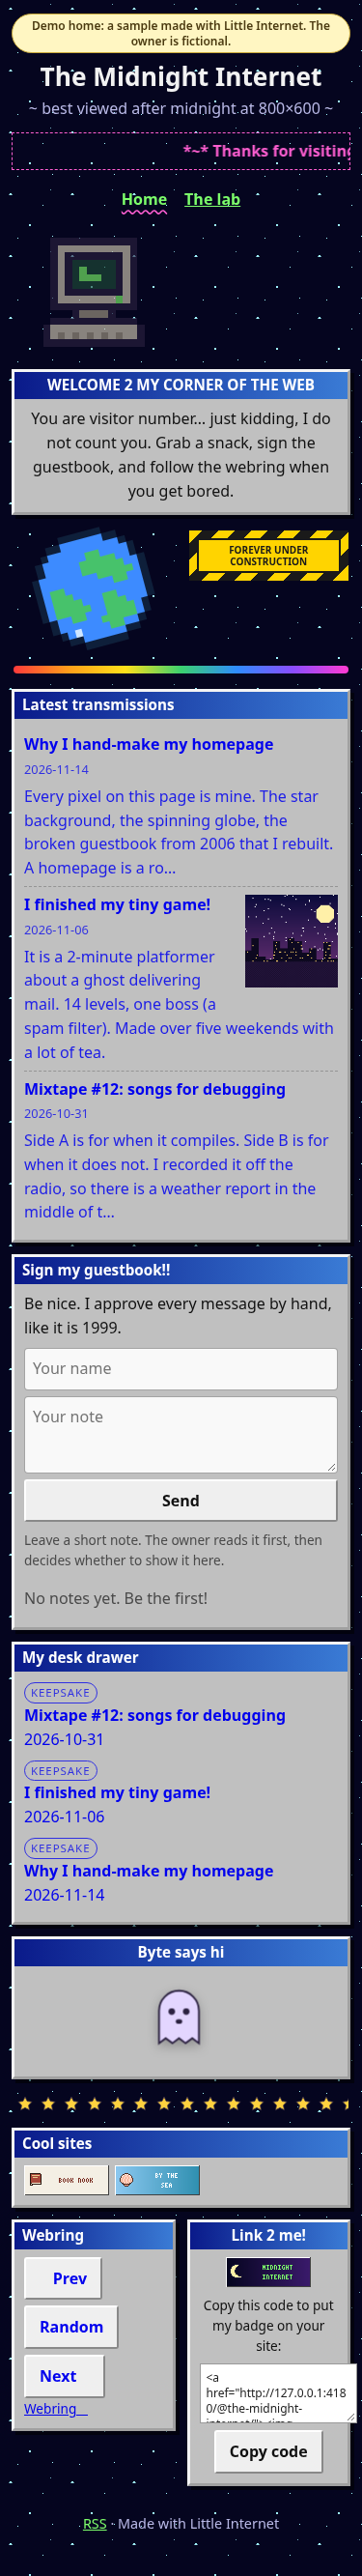 Demo home: a sample made with Little Internet. The
owner is fictional.
The Midnight Internet
~ best viewed after midnight at 800×600 ~
*~* Thanks for visiting
Home The lab
WELCOME 2 MY CORNER OF THE WEB
You are visitor number... just kidding, I do
not count you. Grab a snack, sign the
guestbook, and follow the webring when
you get bored.
FOREVER UNDER
CONSTRUCTION
Latest transmissions
Why I hand-make my homepage
2026-11-14
Every pixel on this page is mine. The star
background, the spinning globe, the
broken guestbook from 2006 that I rebuilt.
A homepage is a ro...
I finished my tiny game!
2026-11-06
It is a 2-minute platformer
about a ghost delivering
mail. 14 levels, one boss (a
spam filter). Made over five weekends with
a lot of tea.
Mixtape #12: songs for debugging
2026-10-31
Side A is for when it compiles. Side B is for
when it does not. I recorded it off the
radio, so there is a weather report in the
middle of t...
Sign my guestbook!!
Be nice. I approve every message by hand,
like it is 1999.
Your name
Your note
Send
Leave a short note. The owner reads it first, then
decides whether to show it here.
No notes yet. Be the first!
My desk drawer
KEEPSAKE
Mixtape #12: songs for debugging
2026-10-31
KEEPSAKE
I finished my tiny game!
2026-11-06
KEEPSAKE
Why I hand-make my homepage
2026-11-14
Byte says hi
Cool sites
BOOK NOOK
BY THE
SEA
Webring
Prev
Random
Next
Webring
Link 2 me!
MIDNIGHT
INTERNET
Copy this code to put
my badge on your
site:
<a
href="http://127.0.0.1:418
0/@the-midnight-
Copy code
RSS · Made with Little Internet